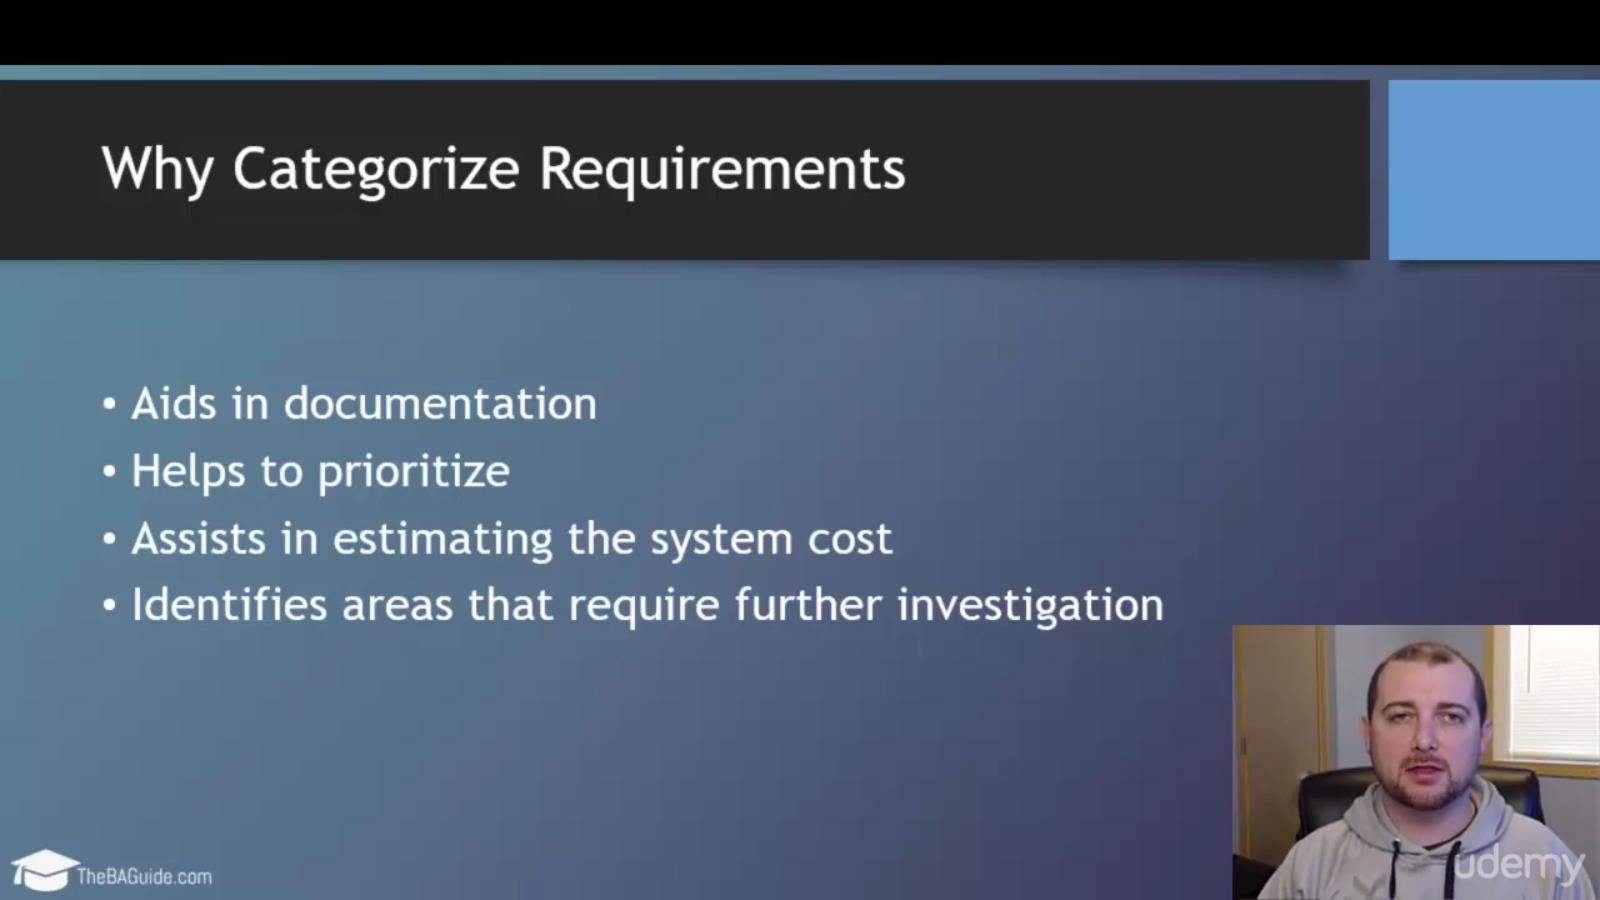 Why Categorize Requirements
• Aids in documentation
• Helps to prioritize
• Assists in estimating the system cost
• Identifies areas that require further investigation
TheBAGuide.com
udemy